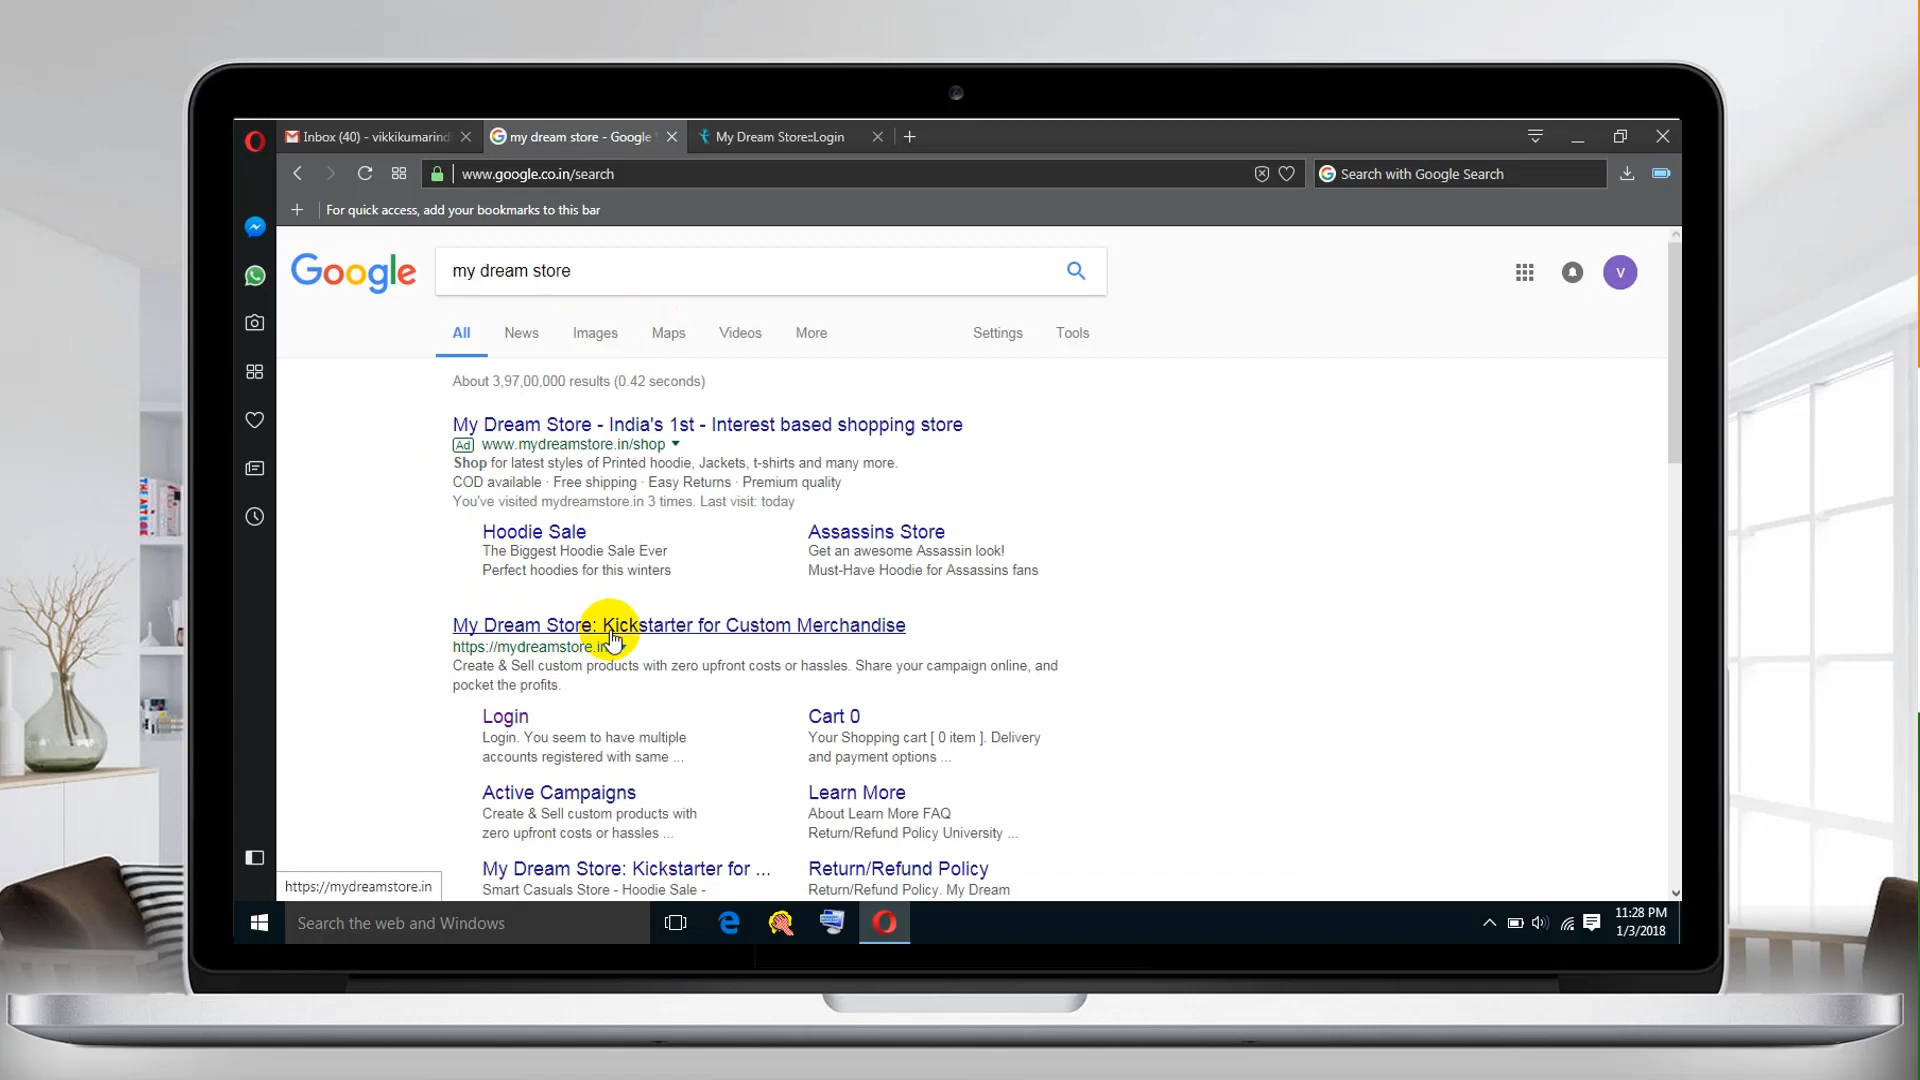 Inbox (40) - vikkikumarind
my dream store - Google
My Dream Store::Login
www.google.co.in/search
Search with Google Search
For quick access, add your bookmarks to this bar
Google
my dream store
V
All
News
Images
Maps
Videos
More
Settings
Tools
About 3,97,00,000 results (0.42 seconds)
My Dream Store - India's 1st - Interest based shopping store
Ad www.mydreamstore.in/shop
Shop for latest styles of Printed hoodie, Jackets, t-shirts and many more.
COD available · Free shipping · Easy Returns · Premium quality
You've visited mydreamstore.in 3 times. Last visit: today
Hoodie Sale
The Biggest Hoodie Sale Ever
Perfect hoodies for this winters
Assassins Store
Get an awesome Assassin look!
Must-Have Hoodie for Assassins fans
My Dream Store: Kickstarter for Custom Merchandise
https://mydreamstore.in
Create & Sell custom products with zero upfront costs or hassles. Share your campaign online, and
pocket the profits.
Login
Login. You seem to have multiple
accounts registered with same ...
Cart 0
Your Shopping cart [ 0 item ]. Delivery
and payment options ...
Active Campaigns
Create & Sell custom products with
zero upfront costs or hassles ...
Learn More
About Learn More FAQ
Return/Refund Policy University ...
My Dream Store: Kickstarter for ...
Smart Casuals Store - Hoodie Sale -
Return/Refund Policy
Return/Refund Policy. My Dream
https://mydreamstore.in
Search the web and Windows
11:28 PM
1/3/2018